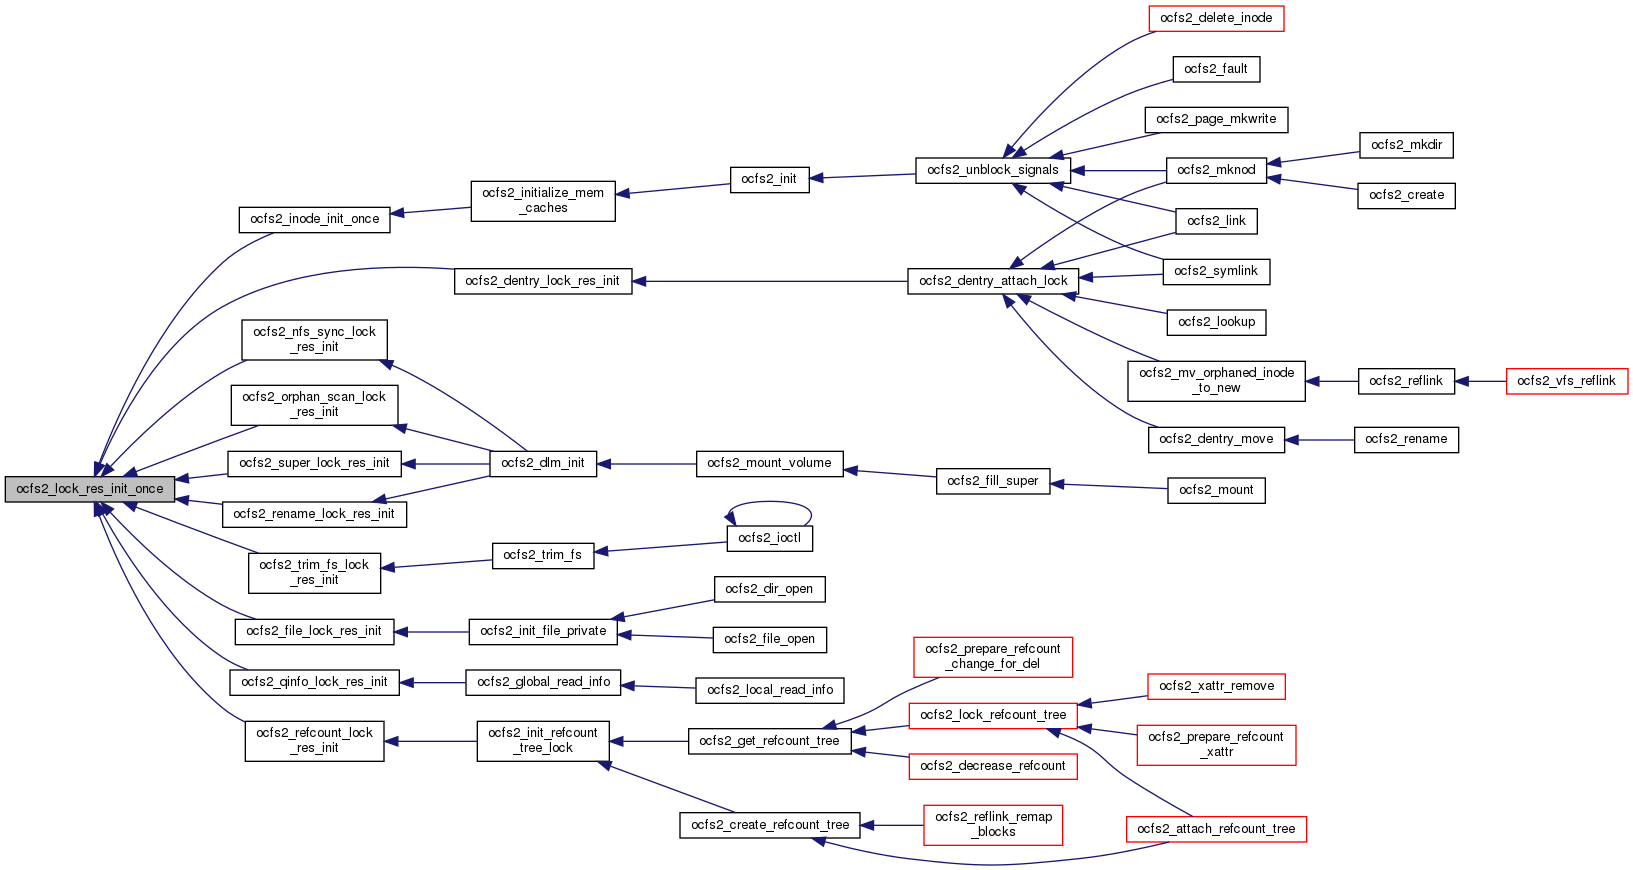 ocfs2_delete_inode
ocfs2_fault
ocfs2_page_mkwrite
ocfs2_mkdir
ocfs2_unblock_signals
ocfs2_mknod
ocfs2_init
ocfs2_initialize_mem
_caches
ocfs2_create
ocfs2_inode_init_once
ocfs2_link
ocfs2_symlink
ocfs2_dentry_lock_res_init
ocfs2_dentry_attach_lock
ocfs2_lookup
ocfs2_nfs_sync_lock
_res_init
ocfs2_mv_orphaned_inode
_to_new
ocfs2_reflink
ocfs2_vfs_reflink
ocfs2_orphan_scan_lock
_res_init
ocfs2_dentry_move
ocfs2_rename
ocfs2_super_lock_res_init
ocfs2_dlm_init
ocfs2_mount_volume
ocfs2_fill_super
ocfs2_mount
ocfs2_lock_res_init_once
ocfs2_rename_lock_res_init
ocfs2_ioctl
ocfs2_trim_fs
ocfs2_trim_fs_lock
_res_init
ocfs2_dir_open
ocfs2_file_lock_res_init
ocfs2_init_file_private
ocfs2_file_open
ocfs2_prepare_refcount
_change_for_del
ocfs2_qinfo_lock_res_init
ocfs2_global_read_info
ocfs2_local_read_info
ocfs2_xattr_remove
ocfs2_lock_refcount_tree
ocfs2_refcount_lock
_res_init
ocfs2_init_refcount
_tree_lock
ocfs2_get_refcount_tree
ocfs2_prepare_refcount
_xattr
ocfs2_decrease_refcount
ocfs2_create_refcount_tree
ocfs2_reflink_remap
_blocks
ocfs2_attach_refcount_tree